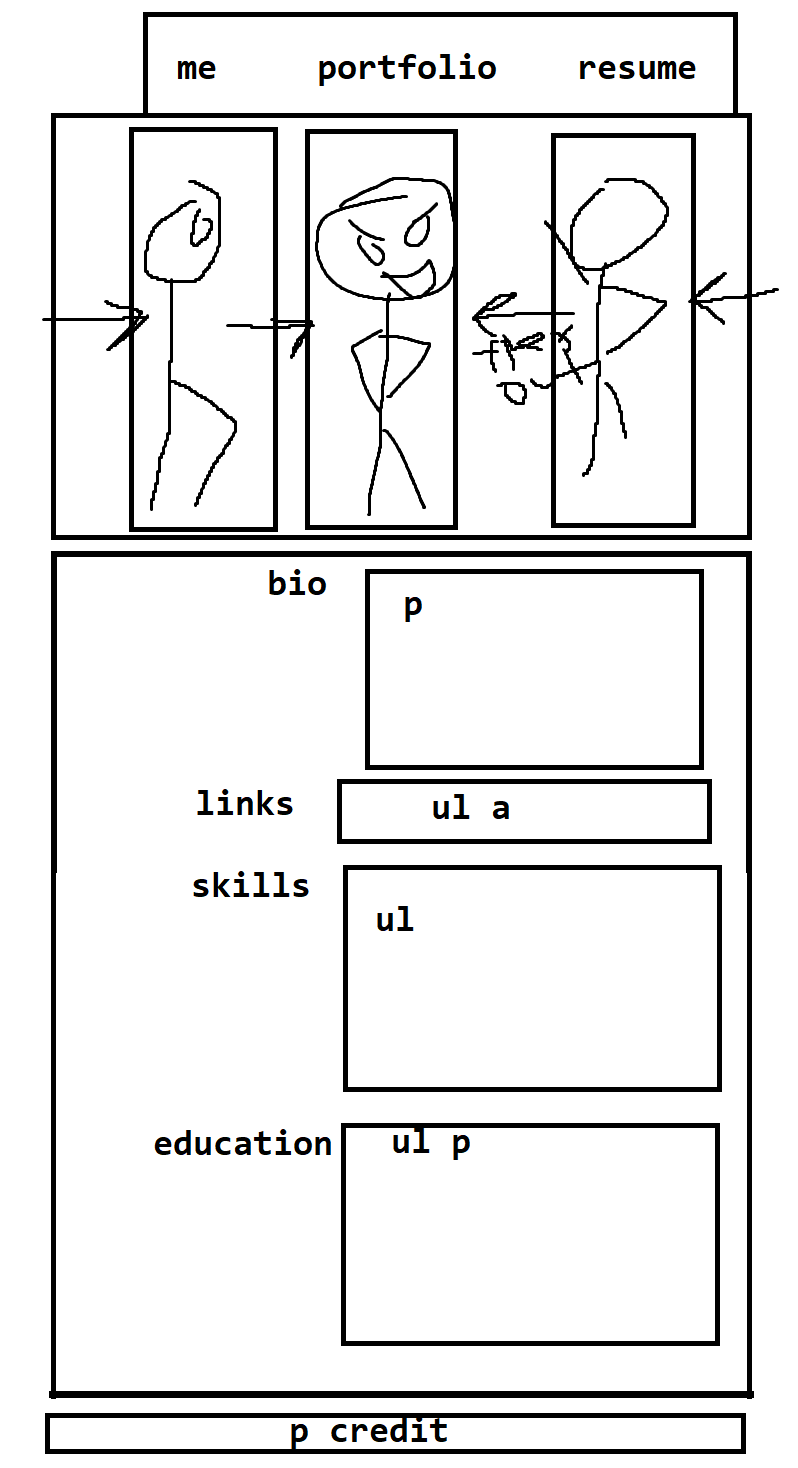 me portfolio resume
bio p
links ul a
skills
ul
education ul p
p credit